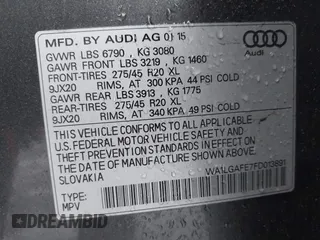 MFD. BY AUDI AG 01 15
GVWR LBS 6790 , KG 3080
GAWR FRONT LBS 3219 , KG 1460
FRONT-TIRES 275/45 R20 XL
9JX20 RIMS, AT 300 KPA 44 PSI COLD
GAWR REAR LBS 3913 , KG 1775
REAR-TIRES 275/45 R20 XL
9JX20 RIMS, AT 340 KPA 49 PSI COLD
THIS VEHICLE CONFORMS TO ALL APPLICABLE
U.S. FEDERAL MOTOR VEHICLE SAFETY
STANDARDS IN EFFECT ON THE
DATE OF MANUFACTURE SHOWN ABOVE.
SLOVAKIA
WA1LGAFE7FD013891
TYPE:
MPV
Audi
DREAMBID